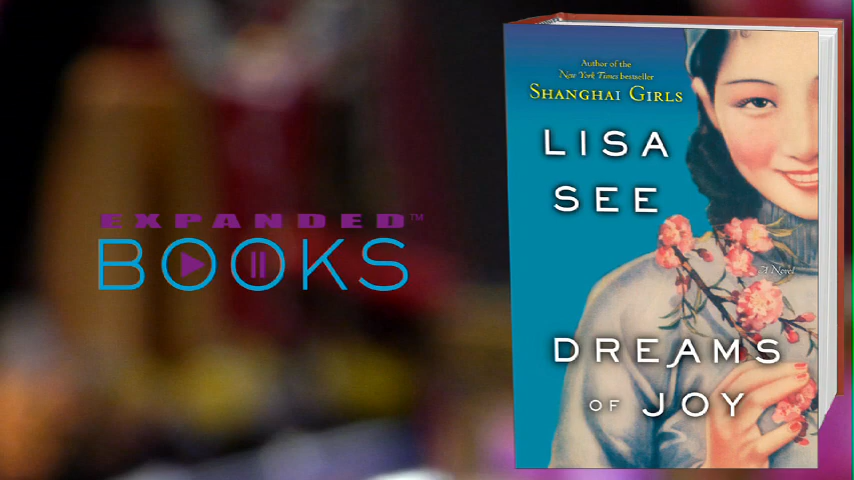 EXPANDED™
BOOKS
Author of the
New York Times bestseller
SHANGHAI GIRLS
LISA
SEE
A Novel
DREAMS
OF JOY